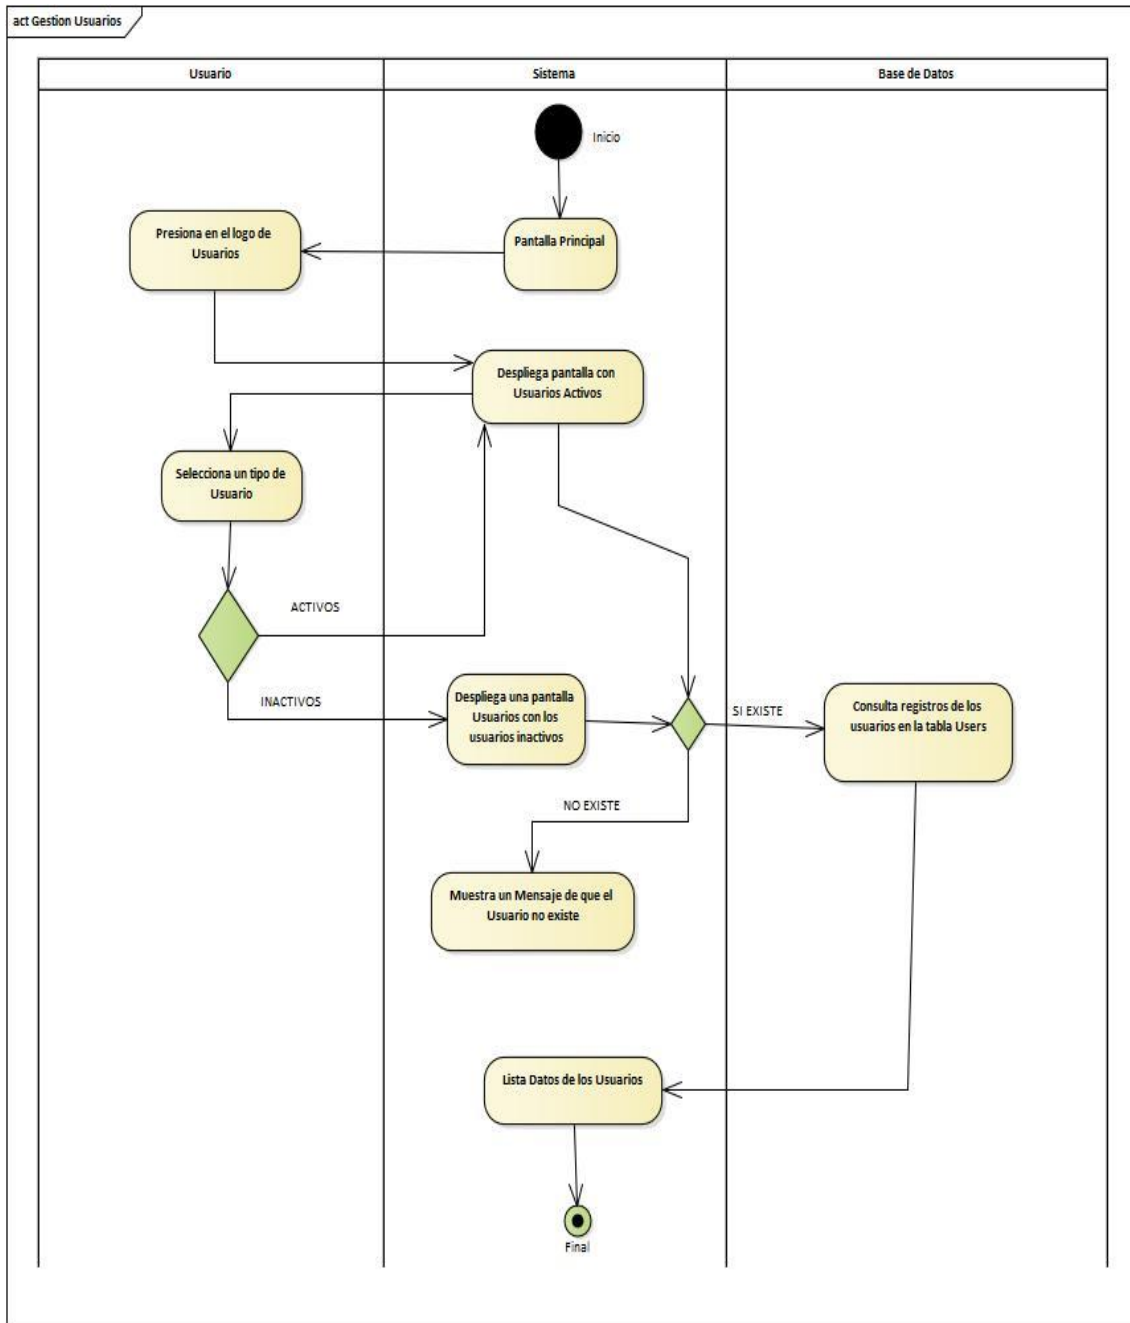 act Gestion Usuarios
Usuario
Sistema
Base de Datos
Inicio
Presiona en el logo de
Usuarios
Pantalla Principal
Despliega pantalla con
Usuarios Activos
Selecciona un tipo de
Usuario
ACTIVOS
INACTIVOS
Despliega una pantalla
Usuarios con los
usuarios inactivos
SI EXISTE
Consulta registros de los
usuarios en la tabla Users
NO EXISTE
Muestra un Mensaje de que el
Usuario no existe
Lista Datos de los Usuarios
Final